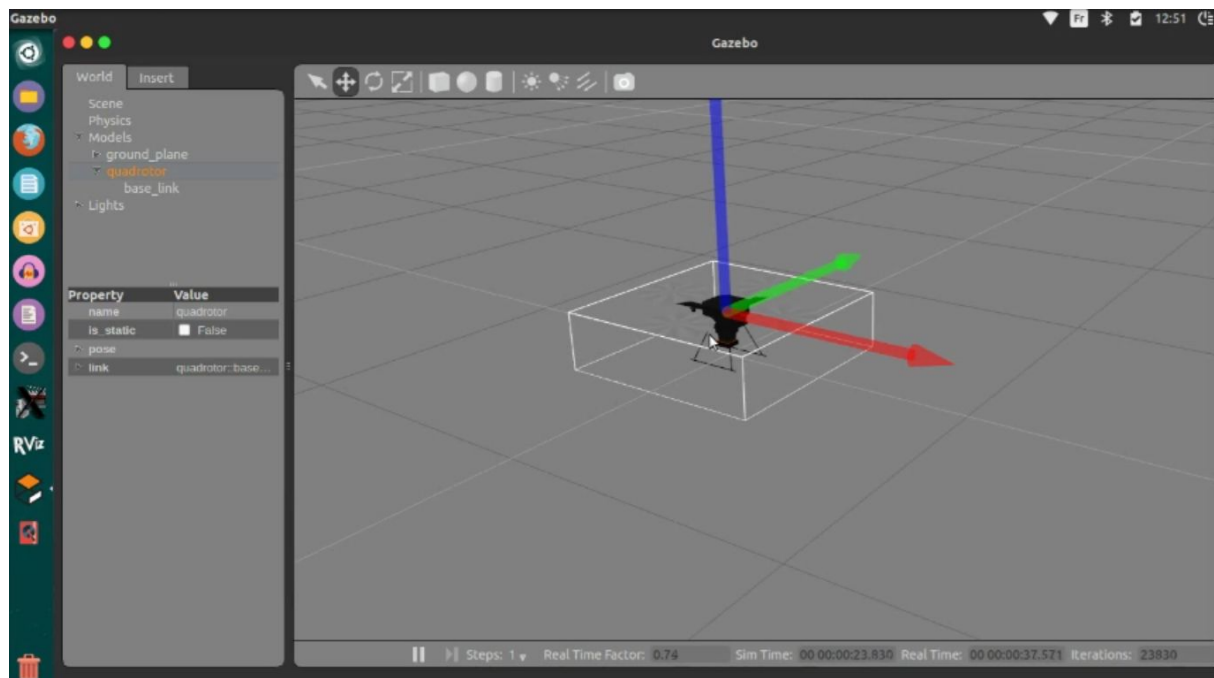 Gazebo
Fr 12:51
Gazebo
World Insert
Scene
Physics
Models
ground_plane
quadrotor
base_link
Lights
Property Value
name quadrotor
is_static False
pose
link quadrotor::base...
RViz
Steps: 1 Real Time Factor: 0.74 Sim Time: 00 00:00:23.830 Real Time: 00 00:00:37.571 Iterations: 23830